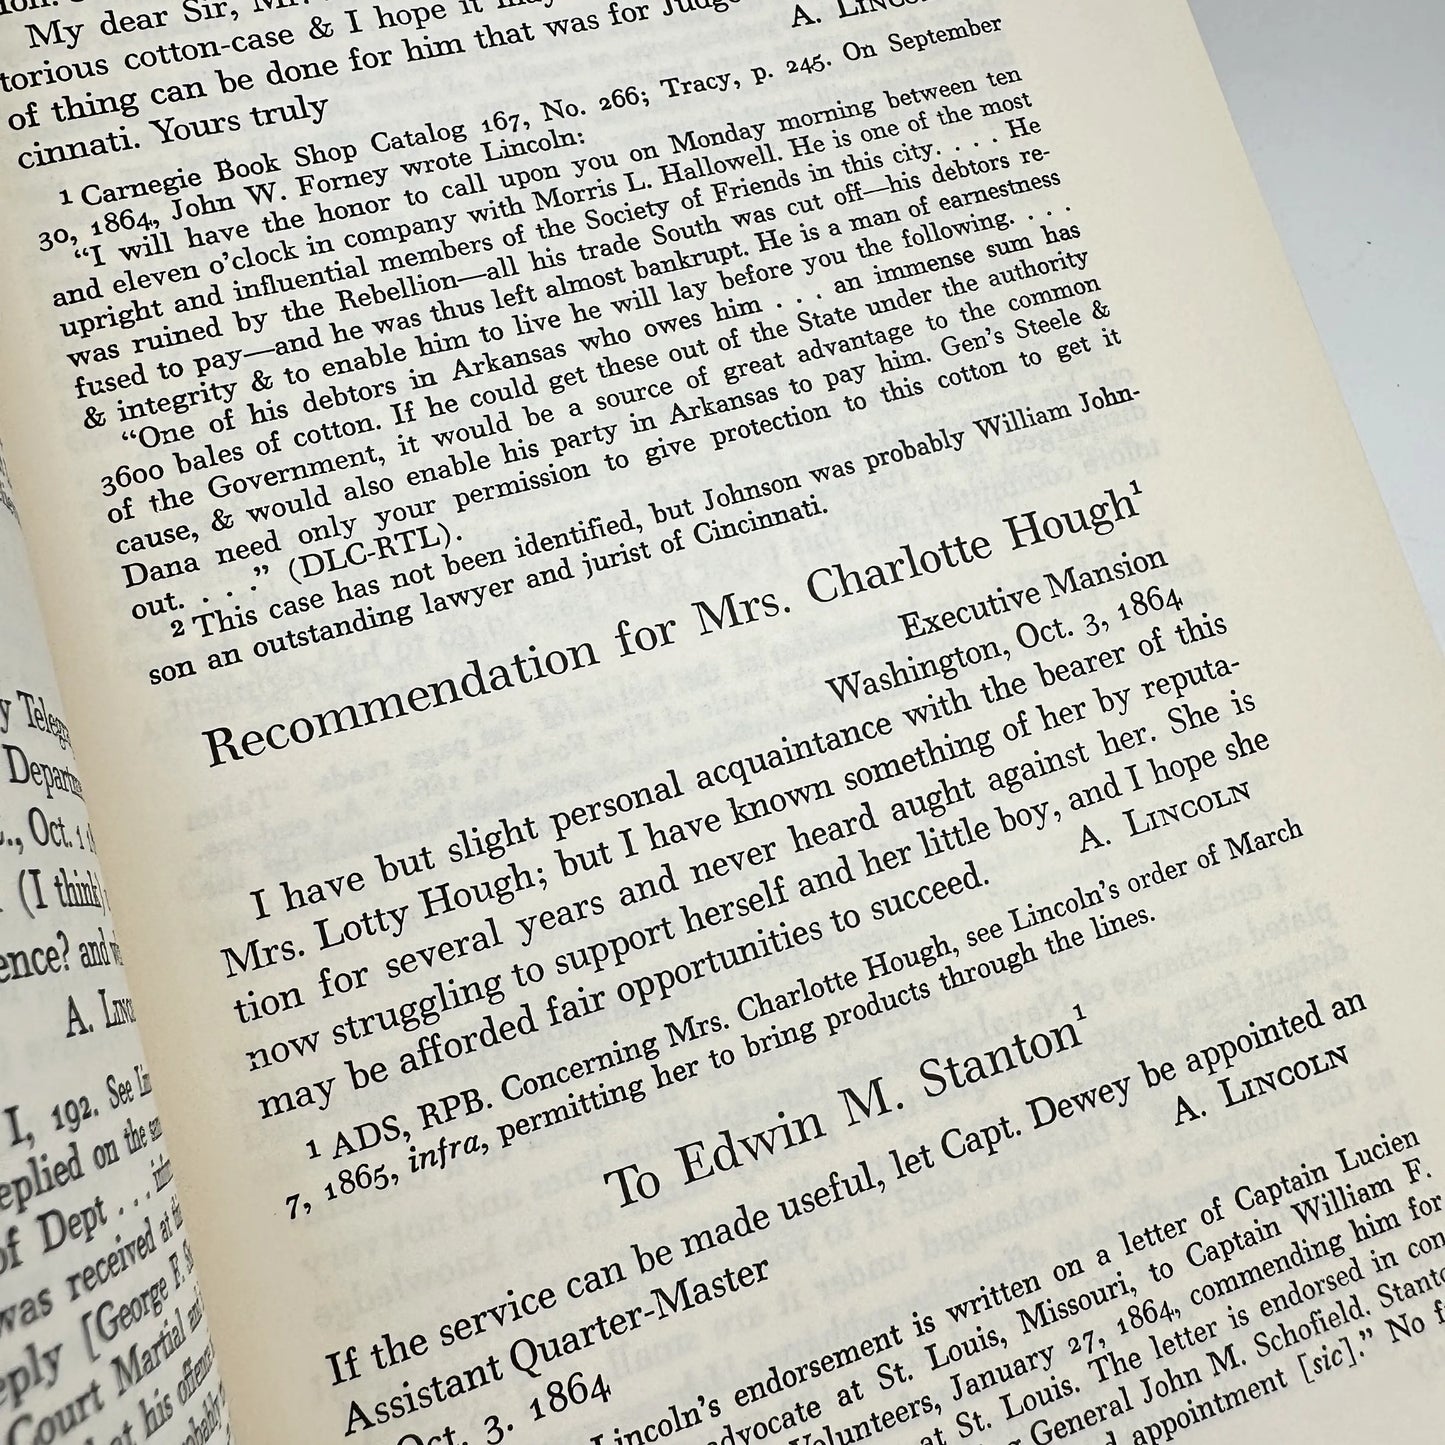 My dear Sir, Mr.
torious cotton-case & I hope it may
of thing can be done for him that was for Judge
cinnati. Yours truly
A. LINCOLN
1 Carnegie Book Shop Catalog 167, No. 266; Tracy, p. 245. On September
30, 1864, John W. Forney wrote Lincoln:
“I will have the honor to call upon you on Monday morning between ten
and eleven o’clock in company with Morris L. Hallowell. He is one of the most
upright and influential members of the Society of Friends in this city. . . . He
was ruined by the Rebellion—all his trade South was cut off—his debtors re-
fused to pay—and he was thus left almost bankrupt. He is a man of earnestness
& integrity & to enable him to live he will lay before you the following. . . .
“One of his debtors in Arkansas who owes him . . . an immense sum has
3600 bales of cotton. If he could get these out of the State under the authority
of the Government, it would be a source of great advantage to the common
cause, & would also enable his party in Arkansas to pay him. Gen’s Steele &
Dana need only your permission to give protection to this cotton to get it
out. . . .” (DLC-RTL).
2 This case has not been identified, but Johnson was probably William John-
son an outstanding lawyer and jurist of Cincinnati.
Recommendation for Mrs. Charlotte Hough1
Executive Mansion
Washington, Oct. 3, 1864
I have but slight personal acquaintance with the bearer of this
Mrs. Lotty Hough; but I have known something of her by reputa-
tion for several years and never heard aught against her. She is
now struggling to support herself and her little boy, and I hope she
may be afforded fair opportunities to succeed.
A. LINCOLN
1 ADS, RPB. Concerning Mrs. Charlotte Hough, see Lincoln’s order of March
7, 1865, infra, permitting her to bring products through the lines.
To Edwin M. Stanton1
If the service can be made useful, let Capt. Dewey be appointed an
Assistant Quarter-Master
A. LINCOLN
Oct. 3. 1864
Lincoln’s endorsement is written on a letter of Captain Lucien
advocate at St. Louis, Missouri, to Captain William F.
Volunteers, January 27, 1864, commending him for
at St. Louis. The letter is endorsed in con
General John M. Schofield. Stanto
appointment [sic].” No f
y Telegra
Departm
Oct. 1
(I think)
ence? and
A. LINC
I, 192. See Lin
eplied on the
of Dept . . .
was received at the
eply [George F.
Court Martial
at his offence